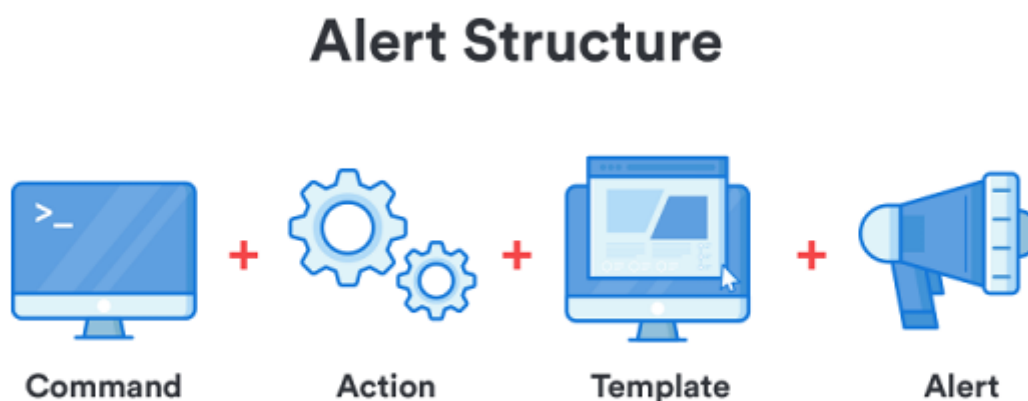 Alert Structure
>_
+ + +
Command Action Template Alert